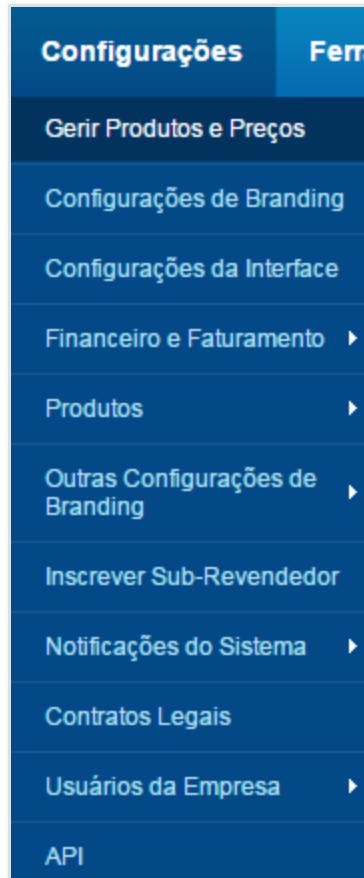 Configurações Ferra
Gerir Produtos e Preços
Configurações de Branding
Configurações da Interface
Financeiro e Faturamento
Produtos
Outras Configurações de
Branding
Inscrever Sub-Revendedor
Notificações do Sistema
Contratos Legais
Usuários da Empresa
API